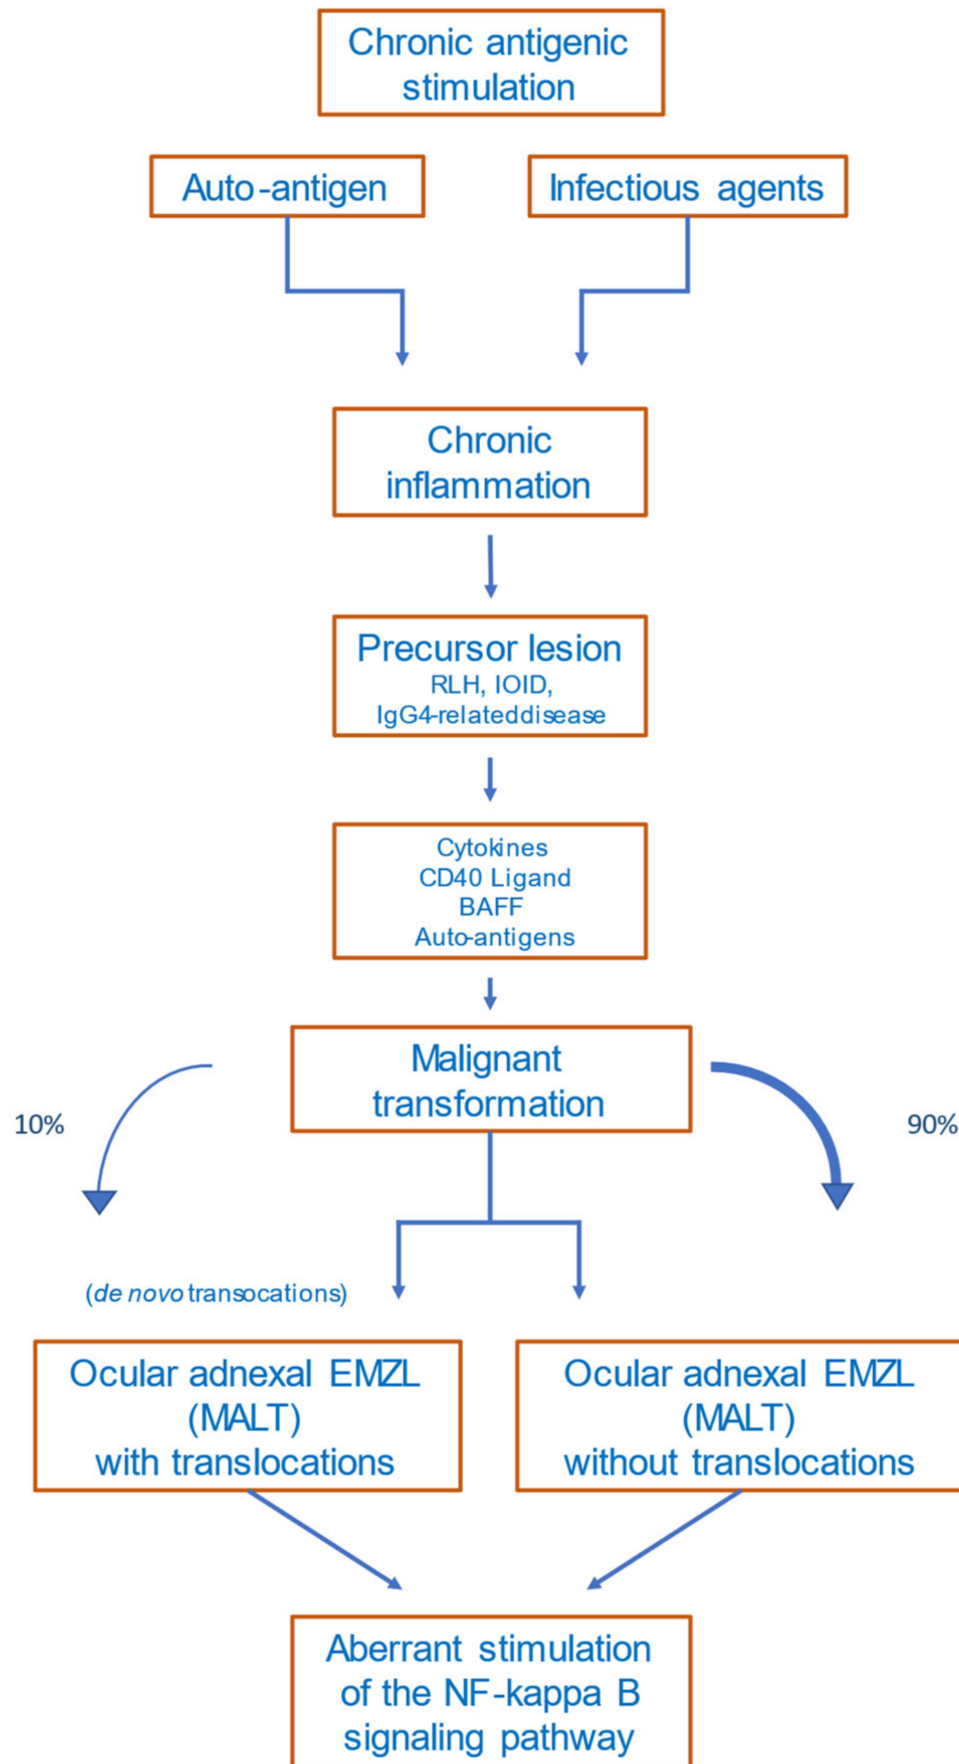 Chronic antigenic
stimulation
Auto-antigen
Infectious agents
Chronic
inflammation
Precursor lesion
RLH, IOID,
IgG4-relateddisease
Cytokines
CD40 Ligand
BAFF
Auto-antigens
Malignant
transformation
10%
90%
(de novo transocations)
Ocular adnexal EMZL
(MALT)
with translocations
Ocular adnexal EMZL
(MALT)
without translocations
Aberrant stimulation
of the NF-kappa B
signaling pathway